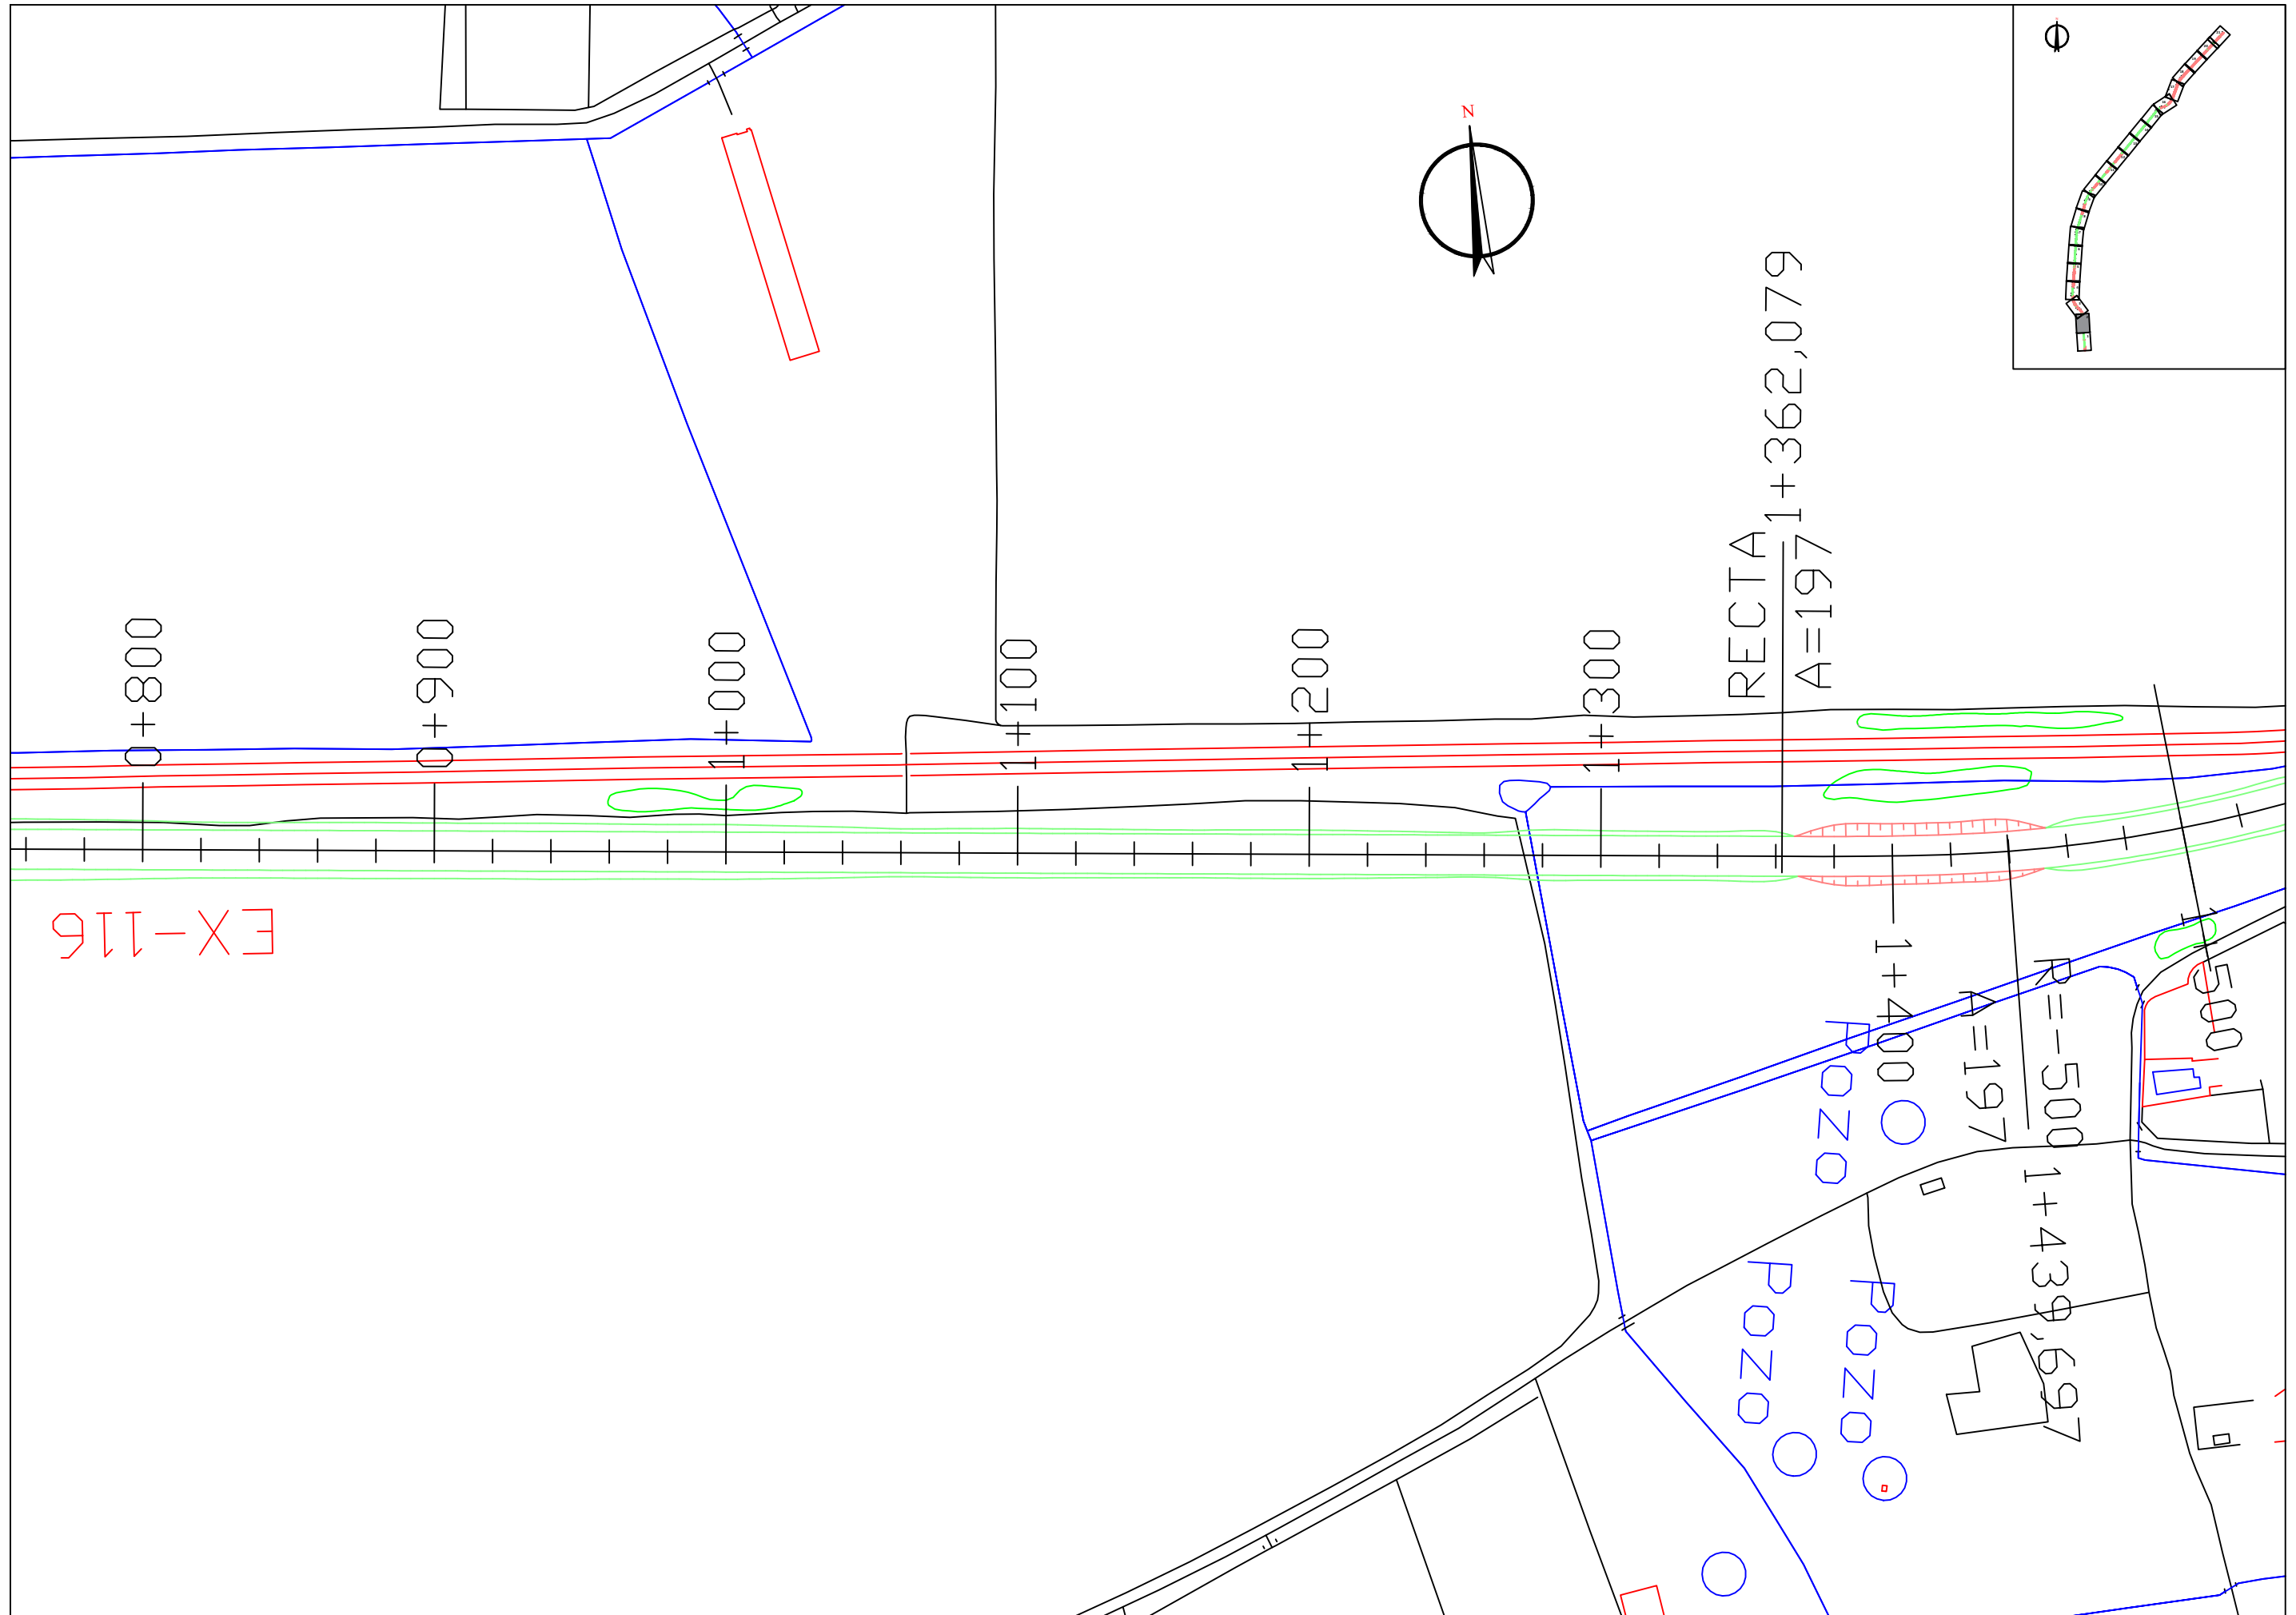 N
0+800
0+900
1+000
1+100
1+200
1+300
RECTA 1+362,079
A=197
EX-116
1+400
A=197
R=-500 1+439,697
1+500
Pozo
Pozo
Pozo